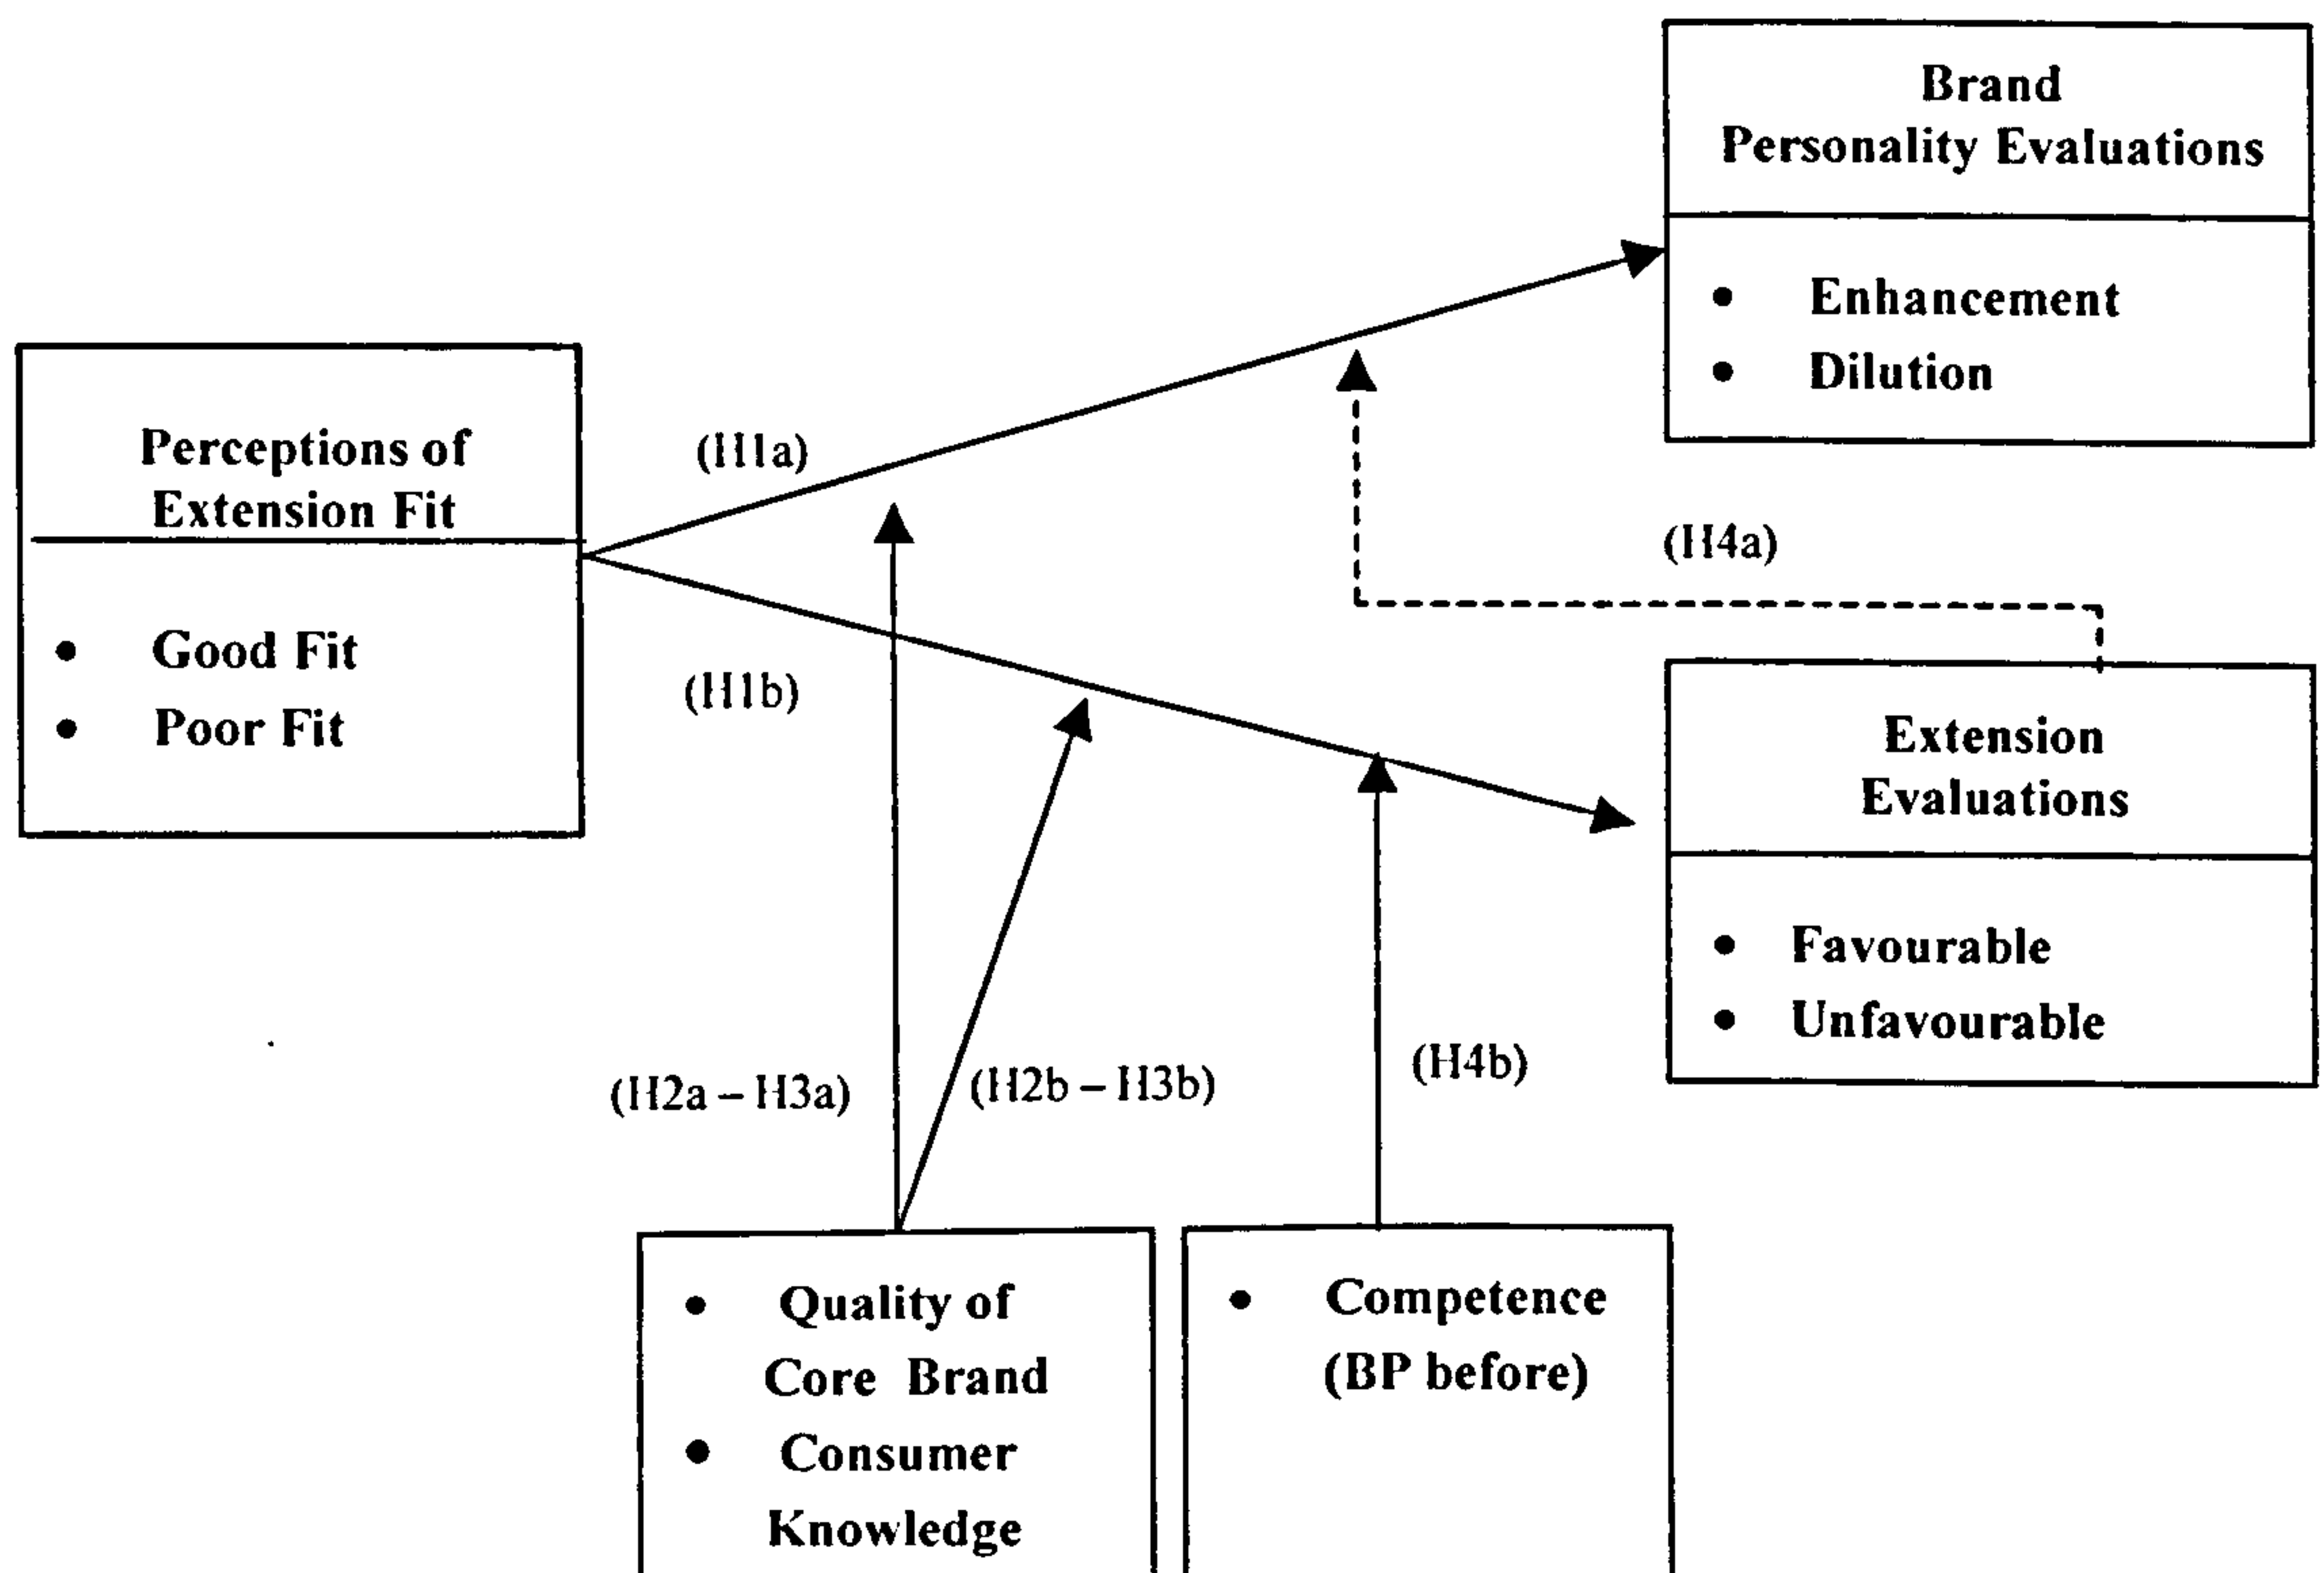 Brand
Personality Evaluations
• Enhancement
• Dilution
Perceptions of
Extension Fit
• Good Fit
• Poor Fit
(H1a)
(H1b)
(H4a)
Extension
Evaluations
• Favourable
• Unfavourable
(H2a – H3a)
(H2b – H3b)
(H4b)
• Quality of
Core Brand
• Consumer
Knowledge
• Competence
(BP before)